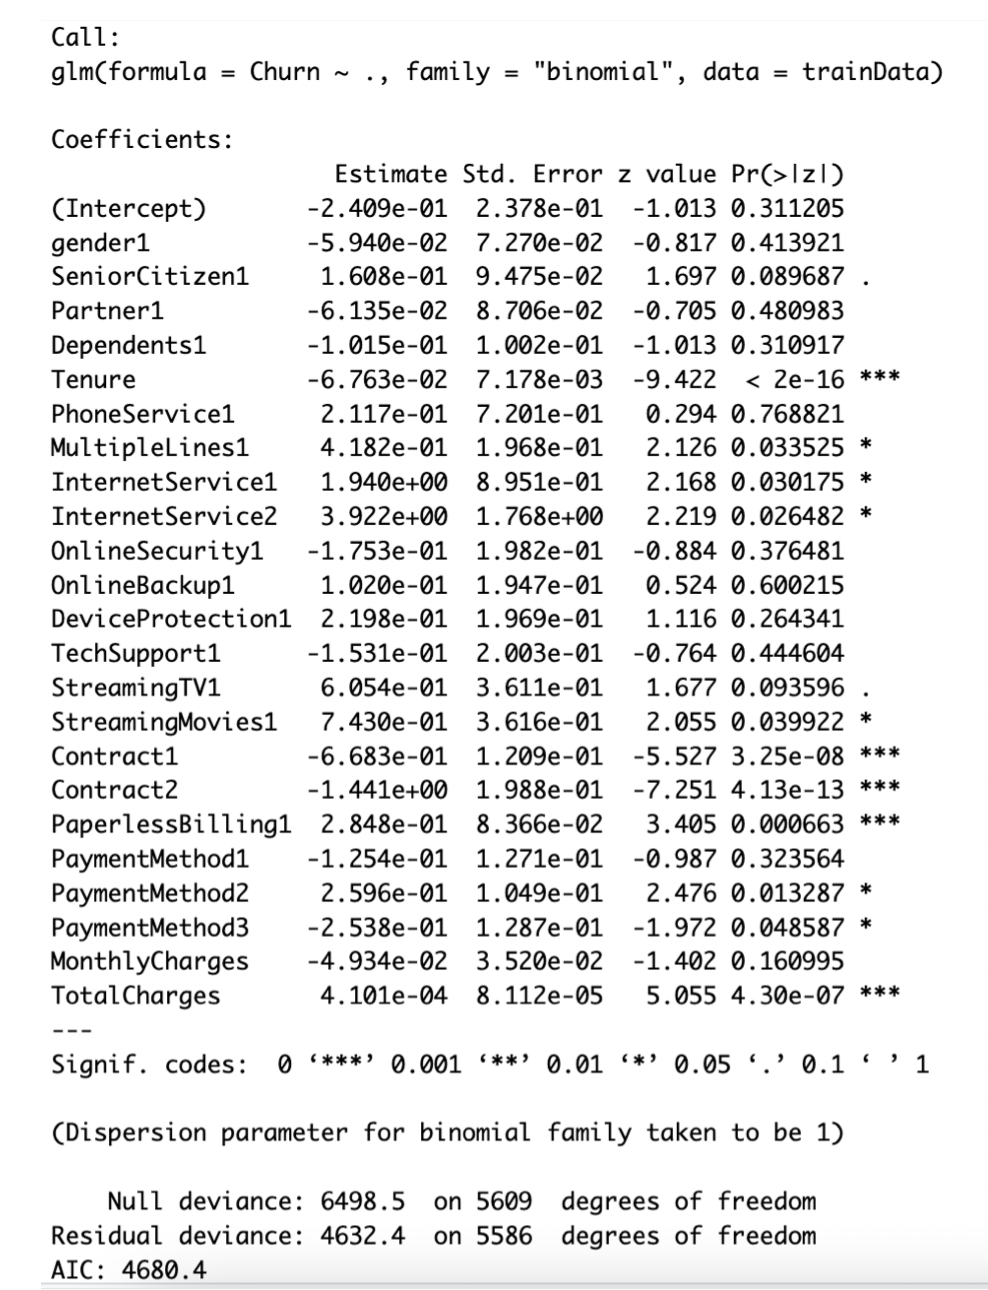 Call:
glm(formula = Churn ~ ., family = "binomial", data = trainData)
Coefficients:
Estimate Std. Error z value Pr(>|z|)
(Intercept) -2.409e-01 2.378e-01 -1.013 0.311205
gender1 -5.940e-02 7.270e-02 -0.817 0.413921
SeniorCitizen1 1.608e-01 9.475e-02 1.697 0.089687 .
Partner1 -6.135e-02 8.706e-02 -0.705 0.480983
Dependents1 -1.015e-01 1.002e-01 -1.013 0.310917
Tenure -6.763e-02 7.178e-03 -9.422 < 2e-16 ***
PhoneService1 2.117e-01 7.201e-01 0.294 0.768821
MultipleLines1 4.182e-01 1.968e-01 2.126 0.033525 *
InternetService1 1.940e+00 8.951e-01 2.168 0.030175 *
InternetService2 3.922e+00 1.768e+00 2.219 0.026482 *
OnlineSecurity1 -1.753e-01 1.982e-01 -0.884 0.376481
OnlineBackup1 1.020e-01 1.947e-01 0.524 0.600215
DeviceProtection1 2.198e-01 1.969e-01 1.116 0.264341
TechSupport1 -1.531e-01 2.003e-01 -0.764 0.444604
StreamingTV1 6.054e-01 3.611e-01 1.677 0.093596 .
StreamingMovies1 7.430e-01 3.616e-01 2.055 0.039922 *
Contract1 -6.683e-01 1.209e-01 -5.527 3.25e-08 ***
Contract2 -1.441e+00 1.988e-01 -7.251 4.13e-13 ***
PaperlessBilling1 2.848e-01 8.366e-02 3.405 0.000663 ***
PaymentMethod1 -1.254e-01 1.271e-01 -0.987 0.323564
PaymentMethod2 2.596e-01 1.049e-01 2.476 0.013287 *
PaymentMethod3 -2.538e-01 1.287e-01 -1.972 0.048587 *
MonthlyCharges -4.934e-02 3.520e-02 -1.402 0.160995
TotalCharges 4.101e-04 8.112e-05 5.055 4.30e-07 ***
---
Signif. codes: 0 ‘***’ 0.001 ‘**’ 0.01 ‘*’ 0.05 ‘.’ 0.1 ‘ ’ 1
(Dispersion parameter for binomial family taken to be 1)
Null deviance: 6498.5 on 5609 degrees of freedom
Residual deviance: 4632.4 on 5586 degrees of freedom
AIC: 4680.4